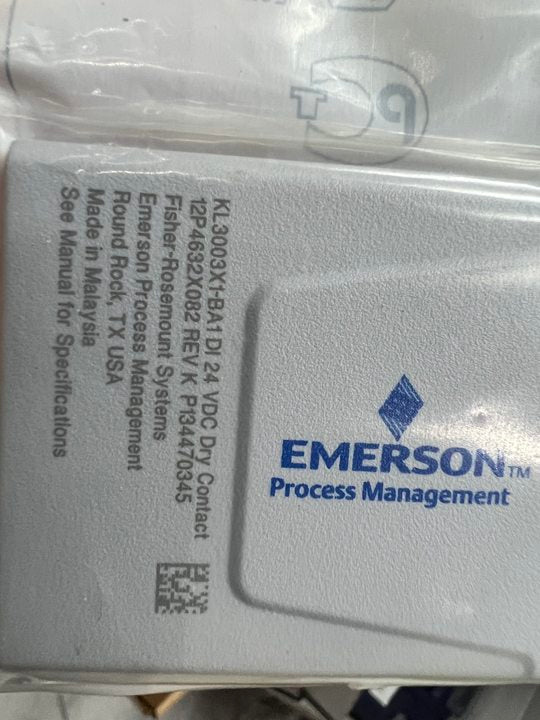 KL3003X1-BA1 DI 24 VDC Dry Contact
12P4632X082 REV K P134470345
Fisher-Rosemount Systems
Emerson Process Management
Round Rock, TX USA
Made in Malaysia
See Manual for Specifications
EMERSON™
Process Management